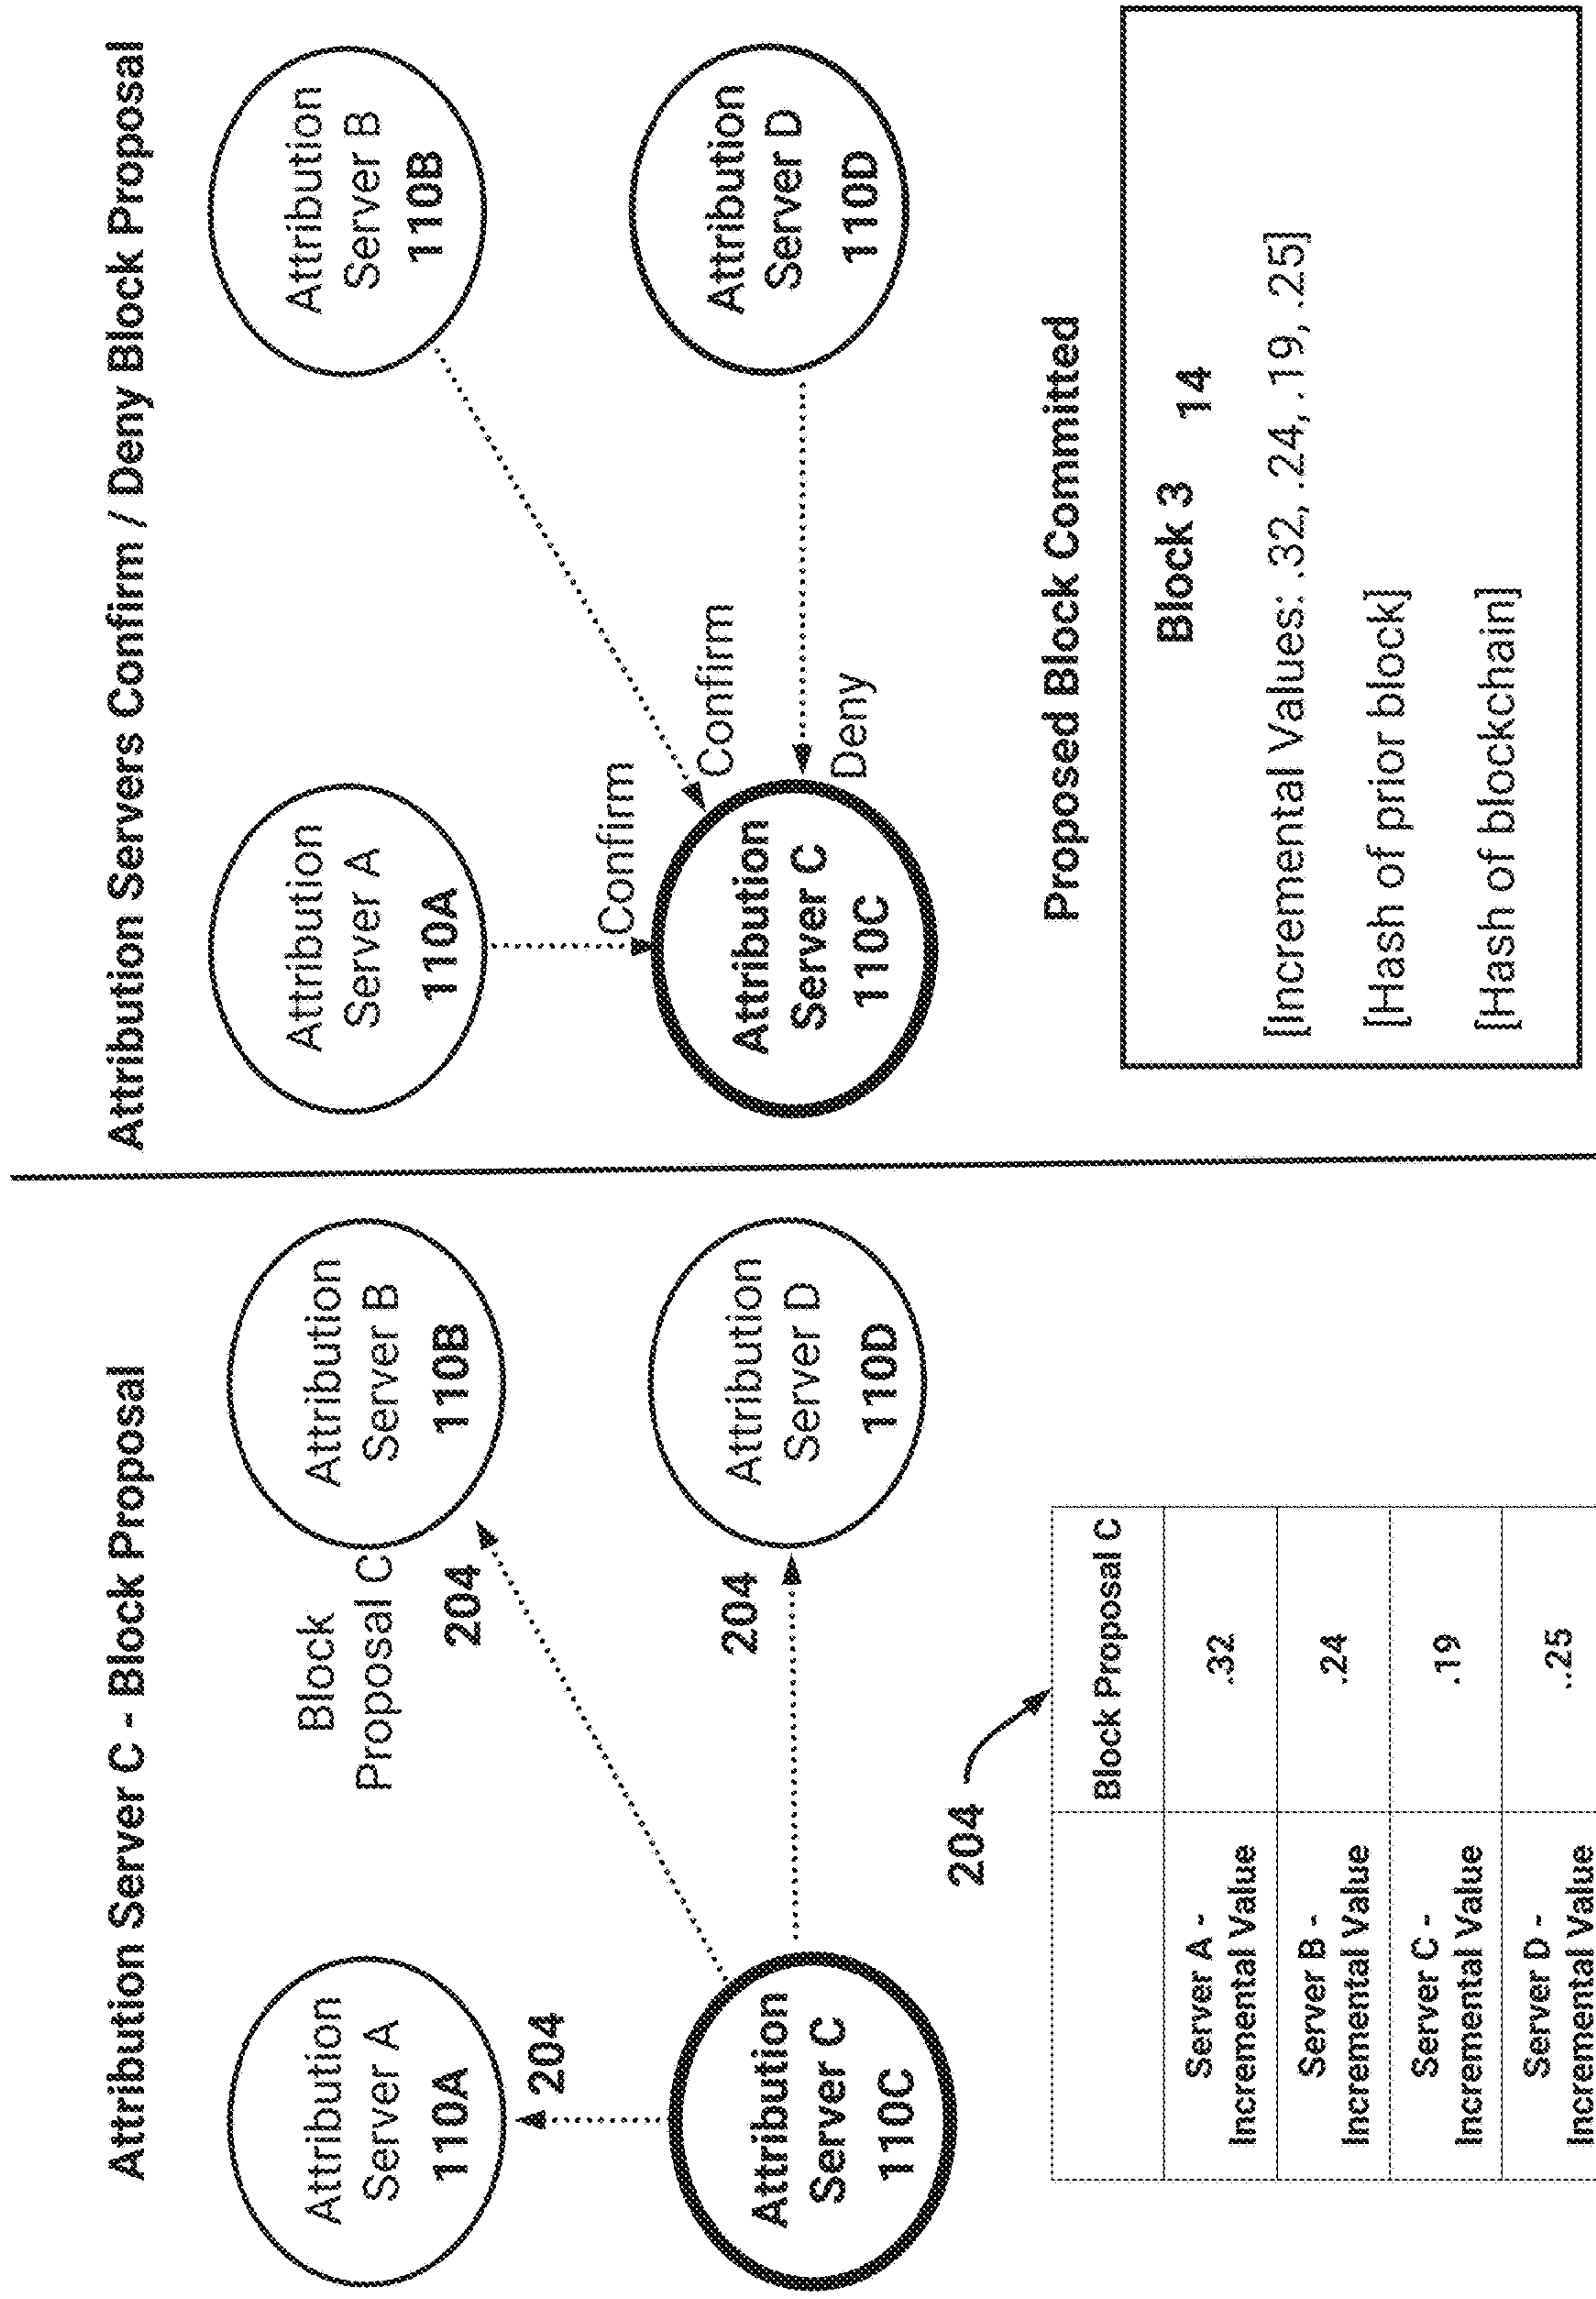 Attribution Server C - Block Proposal
Attribution
Server A
110A
204
Block
Proposal C
204
Attribution
Server B
110B
Attribution
Server C
110C
204
Attribution
Server D
110D
204
Block Proposal C
Server A -
Incremental Value
.32
Server B -
Incremental Value
.24
Server C -
Incremental Value
.19
Server D -
Incremental Value
..25
Attribution Servers Confirm / Deny Block Proposal
Attribution
Server A
110A
Attribution
Server B
110B
Confirm
Confirm
Attribution
Server C
110C
Deny
Attribution
Server D
110D
Proposed Block Committed
Block 3 14
[Incremental Values: .32, .24, .19, .25]
[Hash of prior block]
[Hash of blockchain]